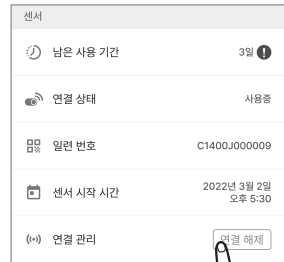 센서
남은 사용 기간 3일
연결 상태 사용중
일련 번호 C1400J000009
센서 시작 시간 2022년 3월 2일
오후 5:30
연결 관리 연결 해제